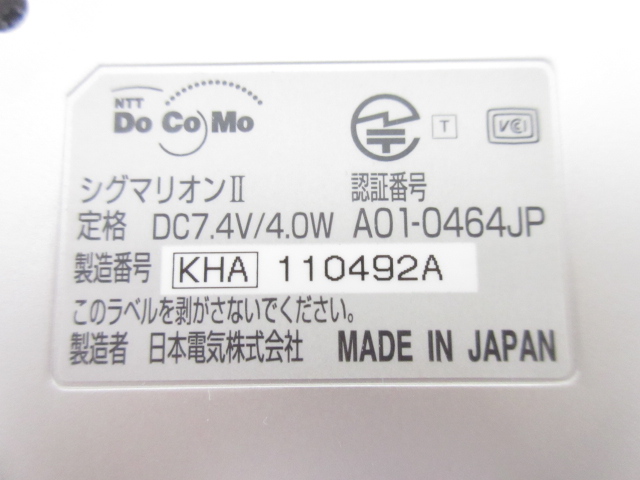 NTT
DoCoMo
T
VCI
シグマリオンⅡ
認証番号
定格 DC7.4V/4.0W A01-0464JP
製造番号 KHA 110492A
このラベルを剥がさないでください。
製造者 日本電気株式会社 MADE IN JAPAN